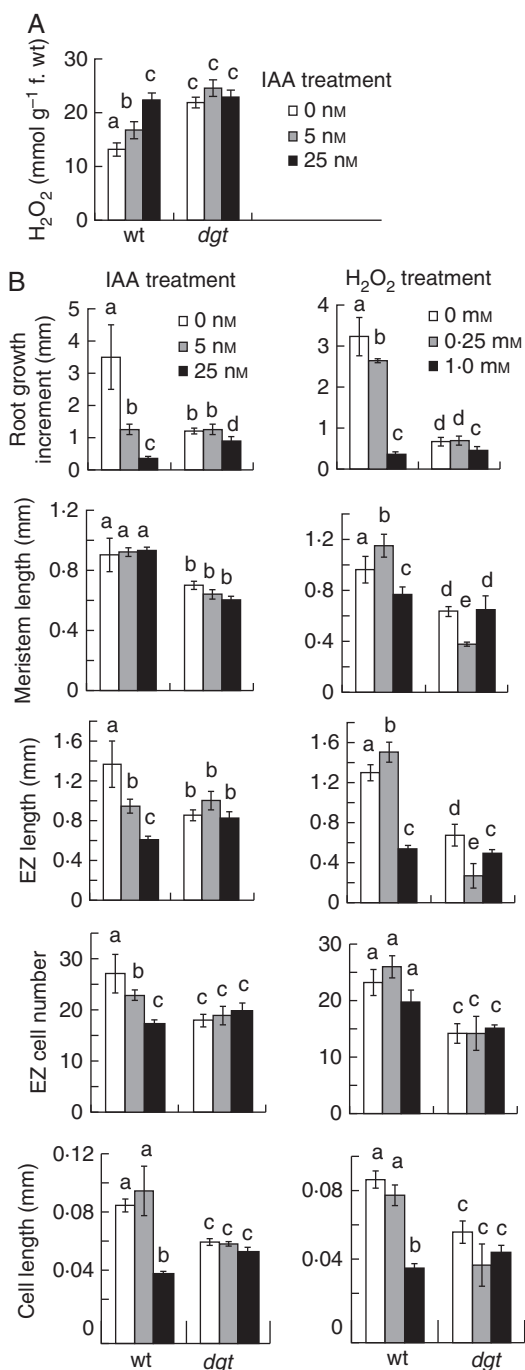 A
H₂O₂ (mmol g⁻¹ f. wt)
30
20
10
0
a
b
c
c
c
c
wt
dgt
IAA treatment
0 nM
5 nM
25 nM
B
IAA treatment
0 nM
5 nM
25 nM
Root growth
increment (mm)
5
4
3
2
1
0
a
b
c
b
b
d
H₂O₂ treatment
0 mM
0·25 mM
1·0 mM
4
3
2
1
0
a
b
c
d
d
c
Meristem length (mm)
1·2
0·8
0·4
0
a
a
a
b
b
b
1·2
0·8
0·4
0
a
b
c
d
e
d
EZ length (mm)
1·6
1·2
0·8
0·4
0
a
b
c
b
b
b
1·6
1·2
0·8
0·4
0
a
b
c
d
e
c
EZ cell number
30
20
10
0
a
b
c
c
c
c
30
20
10
0
a
a
a
c
c
c
Cell length (mm)
0·12
0·08
0·04
0
a
a
b
c
c
c
wt
dgt
0·08
0·04
0
a
a
b
c
c
c
wt
dgt